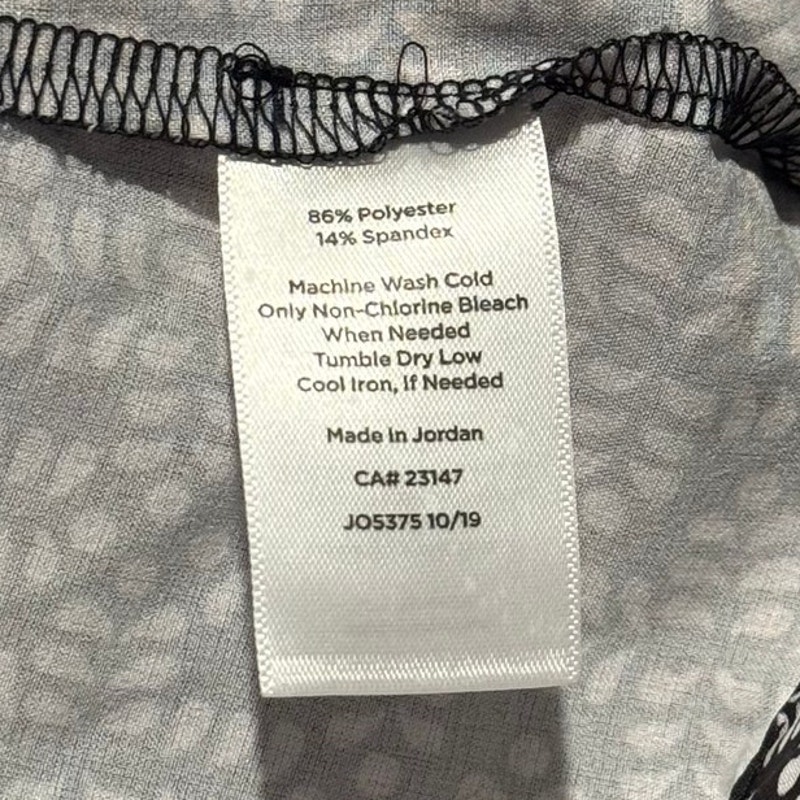 86% Polyester
14% Spandex
Machine Wash Cold
Only Non-Chlorine Bleach
When Needed
Tumble Dry Low
Cool Iron, If Needed
Made in Jordan
CA# 23147
JO5375 10/19